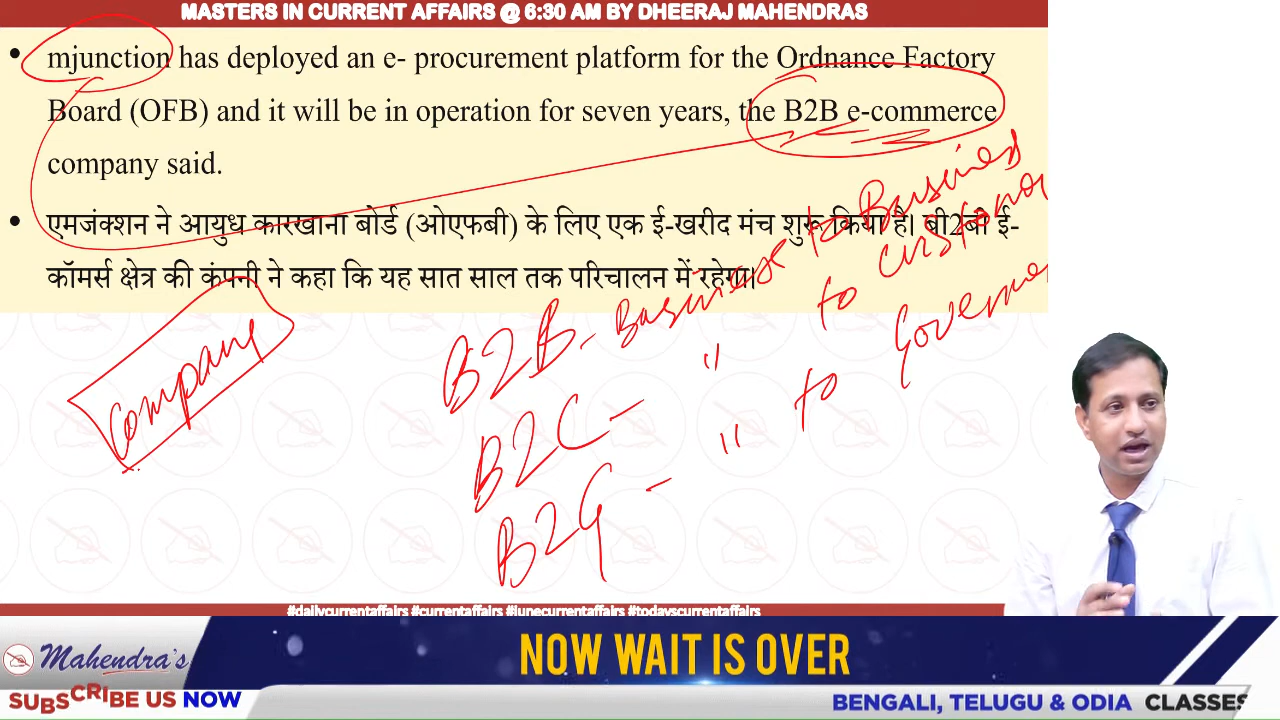 MASTERS IN CURRENT AFFAIRS @ 6:30 AM BY DHEERAJ MAHENDRAS
• mjunction has deployed an e- procurement platform for the Ordnance Factory
Board (OFB) and it will be in operation for seven years, the B2B e-commerce
company said.
• एमजंक्शन ने आयुध कारखाना बोर्ड (ओएफबी) के लिए एक ई-खरीद मंच शुरू किया है। बी2बी ई-
कॉमर्स क्षेत्र की कंपनी ने कहा कि यह सात साल तक परिचालन में रहेगा।
Company
B2B - Business to Business
B2C - " to
B2G - " to
#dailycurrentaffairs #currentaffairs #junecurrentaffairs #todayscurrentaffairs
Mahendra's
NOW WAIT IS OVER
SUBSCRIBE US NOW
BENGALI, TELUGU & ODIA CLASSES